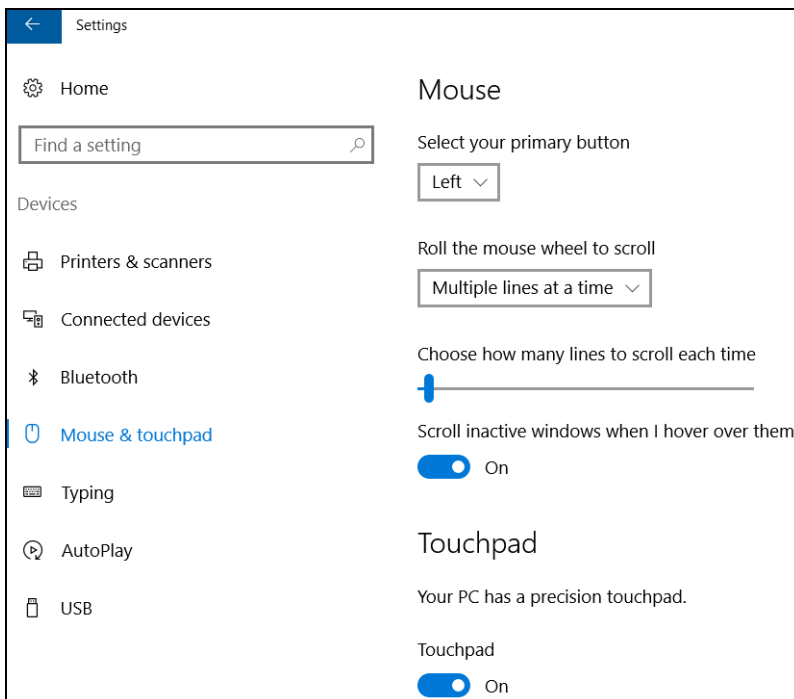 Settings
Home
Find a setting
Devices
Printers & scanners
Connected devices
Bluetooth
Mouse & touchpad
Typing
AutoPlay
USB
Mouse
Select your primary button
Left
Roll the mouse wheel to scroll
Multiple lines at a time
Choose how many lines to scroll each time
Scroll inactive windows when I hover over them
On
Touchpad
Your PC has a precision touchpad.
Touchpad
On